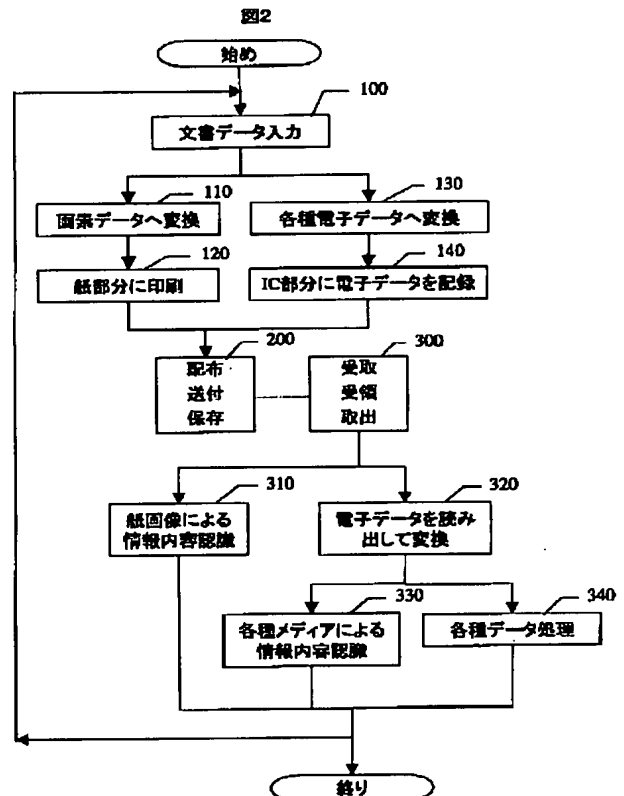 図2
始め
100
文書データ入力
110
画素データへ変換
130
各種電子データへ変換
120
紙部分に印刷
140
IC部分に電子データを記録
200
配布
送付
保存
300
受取
受領
取出
310
紙画像による
情報内容認識
320
電子データを読み
出して変換
330
各種メディアによる
情報内容認識
340
各種データ処理
終り